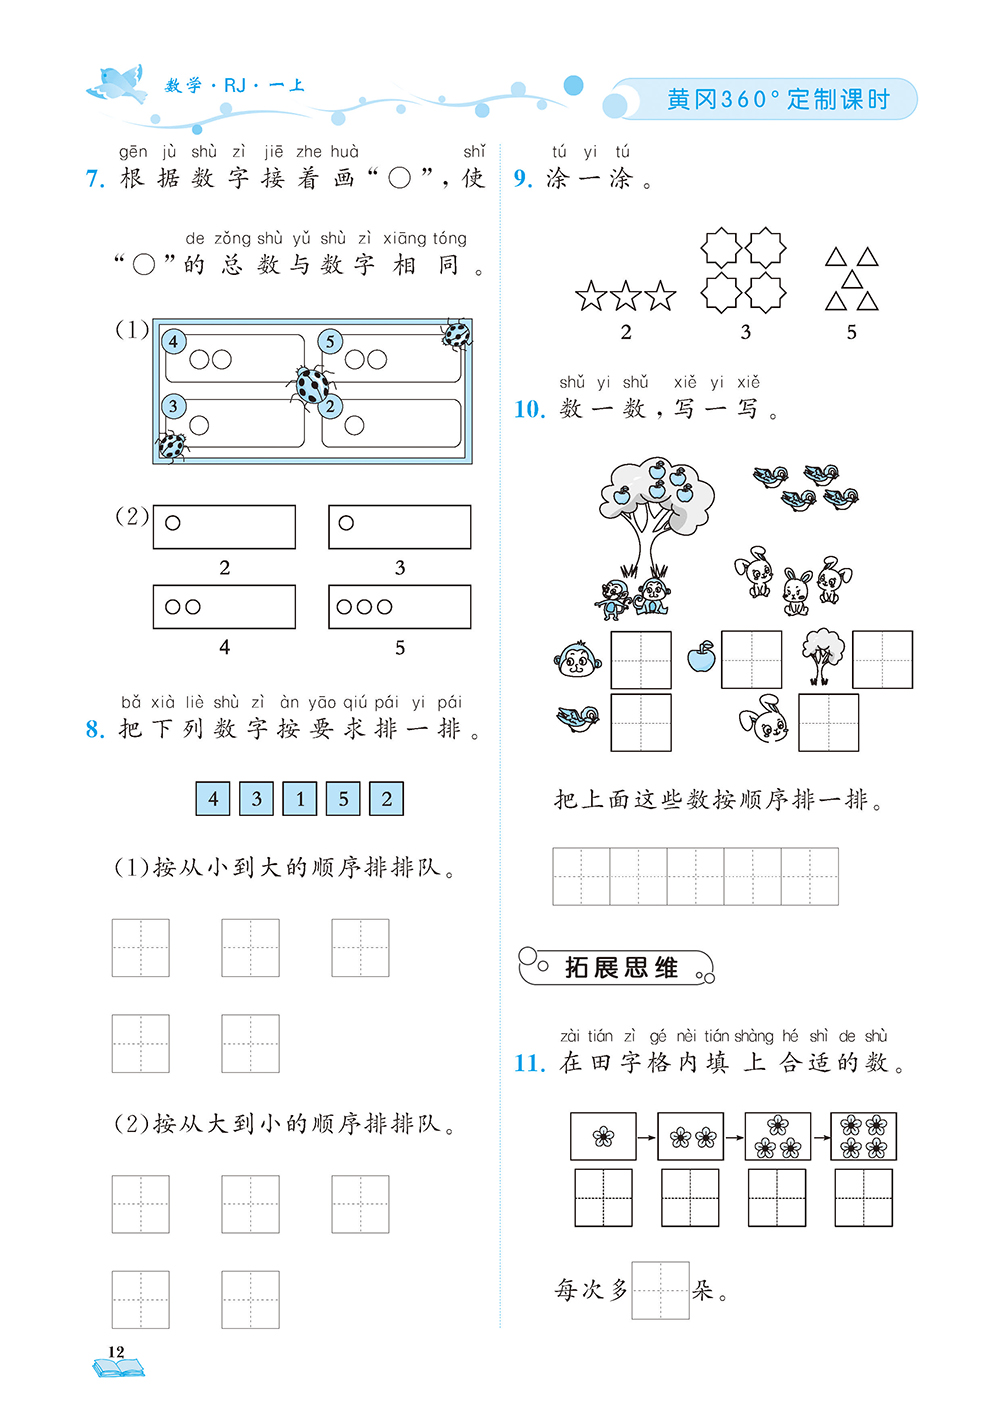 数学·RJ·一上
黄冈360°定制课时
gēn jù shù zì jiē zhe huà shǐ
7. 根据数字接着画“○”，使
de zǒng shù yǔ shù zì xiāng tóng
“○”的总数与数字相同。
(1)
4 5
3 2
(2)
2 3
4 5
bǎ xià liè shù zì àn yāo qiú pái yi pái
8. 把下列数字按要求排一排。
4 3 1 5 2
(1)按从小到大的顺序排排队。
(2)按从大到小的顺序排排队。
12
tú yi tú
9. 涂一涂。
2 3 5
shǔ yi shǔ xiě yi xiě
10. 数一数，写一写。
把上面这些数按顺序排一排。
拓展思维
zài tián zì gé nèi tián shàng hé shì de shù
11. 在田字格内填上合适的数。
每次多 朵。